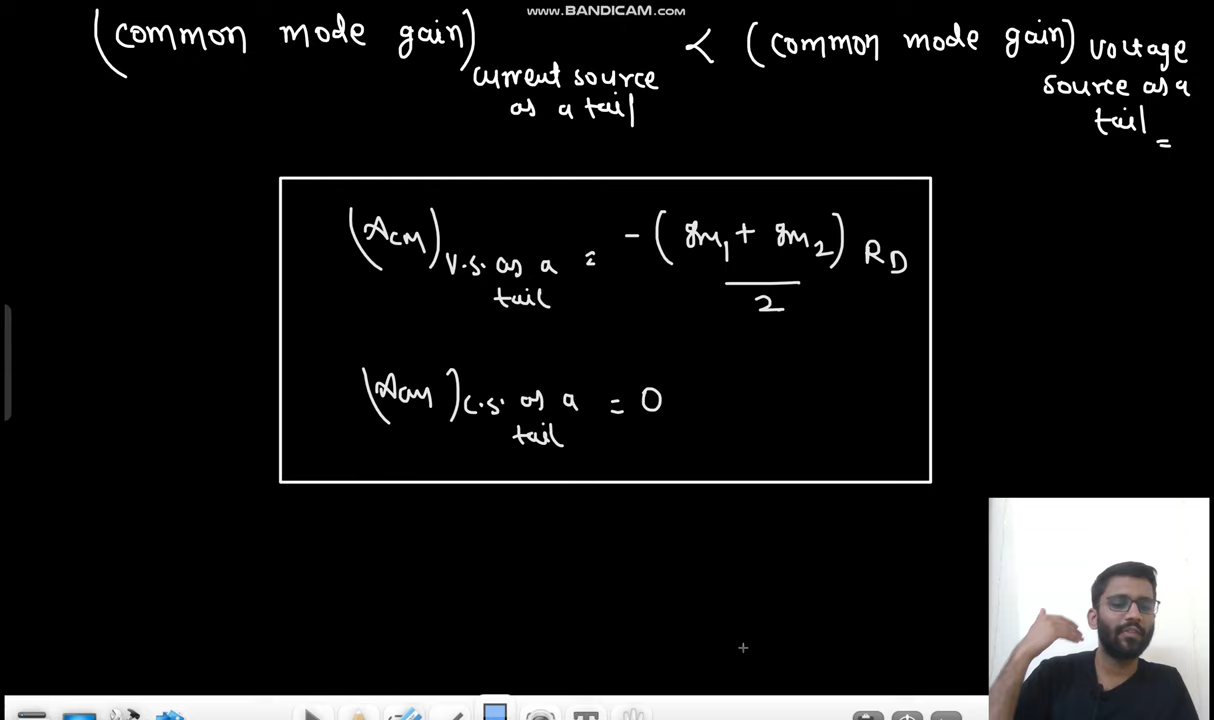 www.BANDICAM.com
(common mode gain) current source as a tail < (common mode gain) voltage source as a tail =
(ACM) V.S. as a tail = - (gm1 + gm2) / 2 RD
(ACM) C.S. as a tail = 0